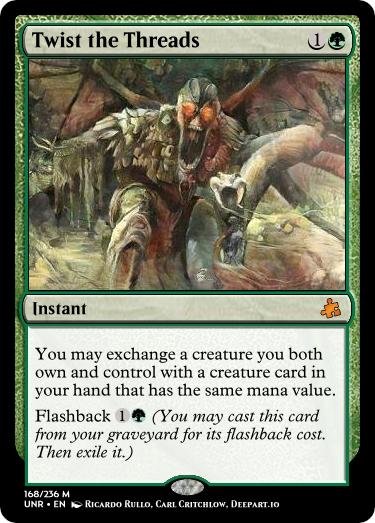 Twist the Threads 1
Instant
You may exchange a creature you both
own and control with a creature card in
your hand that has the same mana value.
Flashback 1 (You may cast this card
from your graveyard for its flashback cost.
Then exile it.)
168/236 M
UNR • EN Ricardo Rullo, Carl Critchlow, Deepart.io